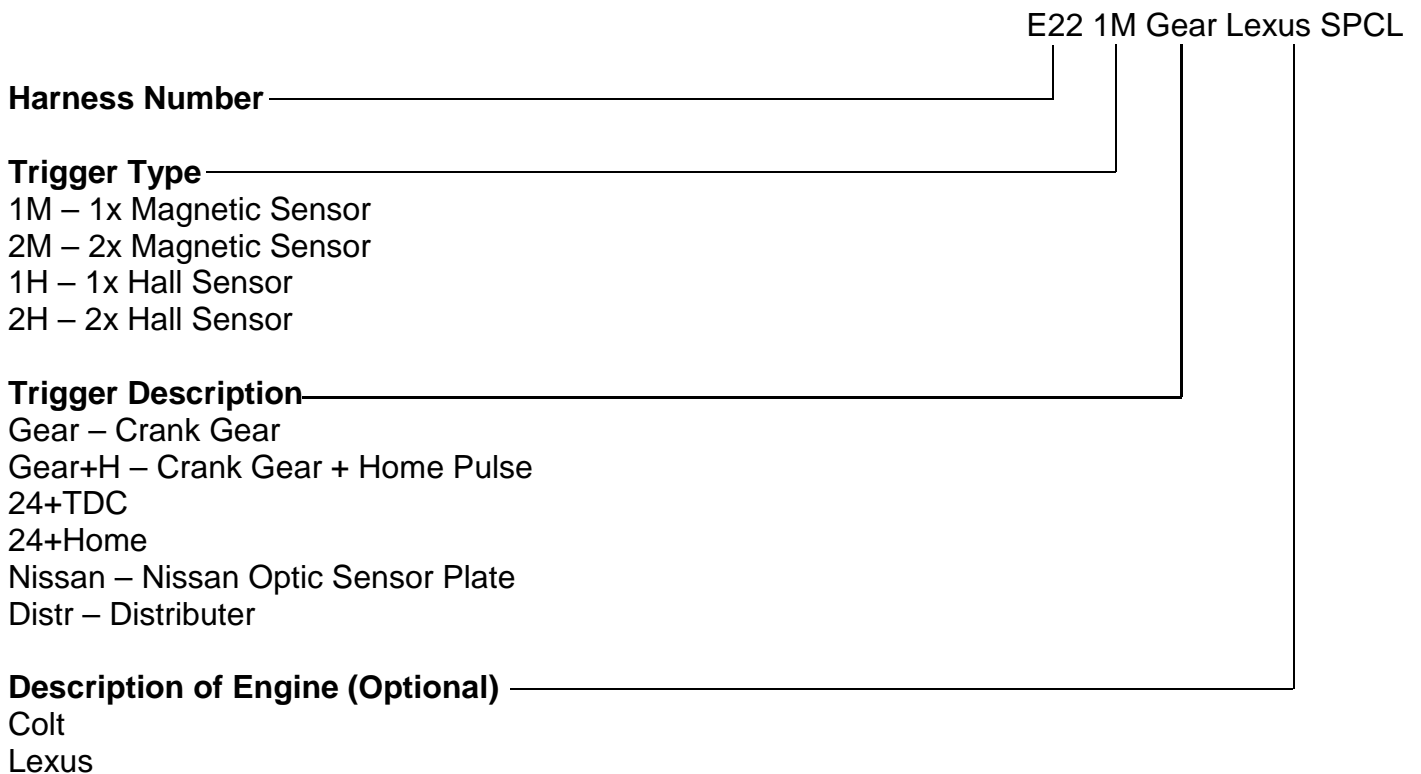 E22 1M Gear Lexus SPCL
Harness Number
Trigger Type
1M – 1x Magnetic Sensor
2M – 2x Magnetic Sensor
1H – 1x Hall Sensor
2H – 2x Hall Sensor
Trigger Description
Gear – Crank Gear
Gear+H – Crank Gear + Home Pulse
24+TDC
24+Home
Nissan – Nissan Optic Sensor Plate
Distr – Distributer
Description of Engine (Optional)
Colt
Lexus